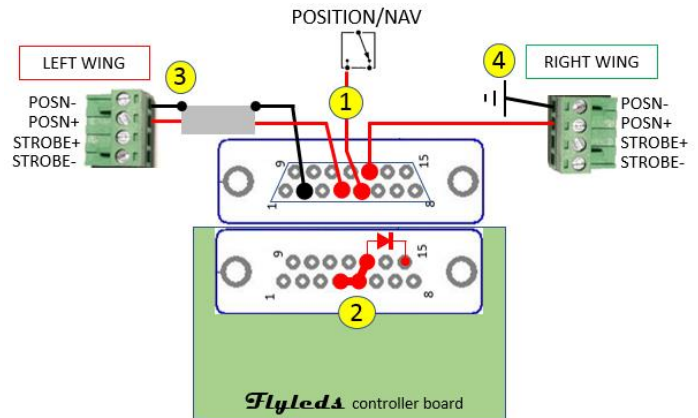 POSITION/NAV
LEFT WING
3
4
RIGHT WING
POSN-
POSN+
STROBE+
STROBE-
1
POSN-
POSN+
STROBE+
STROBE-
9
15
1
8
9
15
1
8
2
Flyleds controller board